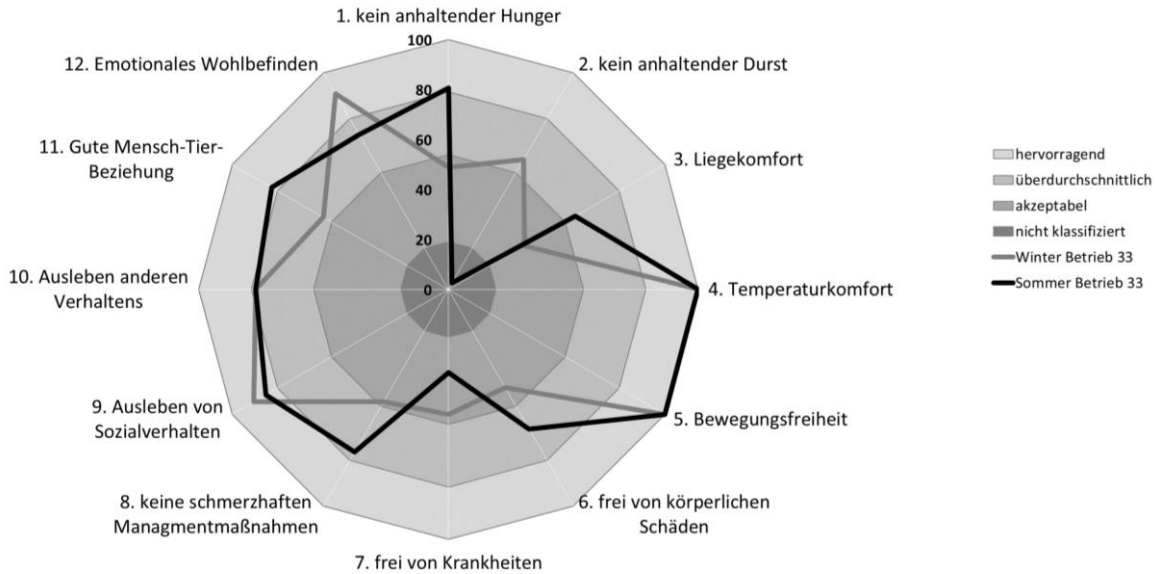 1. kein anhaltender Hunger
100
12. Emotionales Wohlbefinden
2. kein anhaltender Durst
80
11. Gute Mensch-Tier-
Beziehung
3. Liegekomfort
60
40
20
0
10. Ausleben anderen
Verhaltens
4. Temperaturkomfort
9. Ausleben von
Sozialverhalten
5. Bewegungsfreiheit
8. keine schmerzhaften
Managmentmaßnahmen
6. frei von körperlichen
Schäden
7. frei von Krankheiten
hervorragend
überdurchschnittlich
akzeptabel
nicht klassifiziert
Winter Betrieb 33
Sommer Betrieb 33